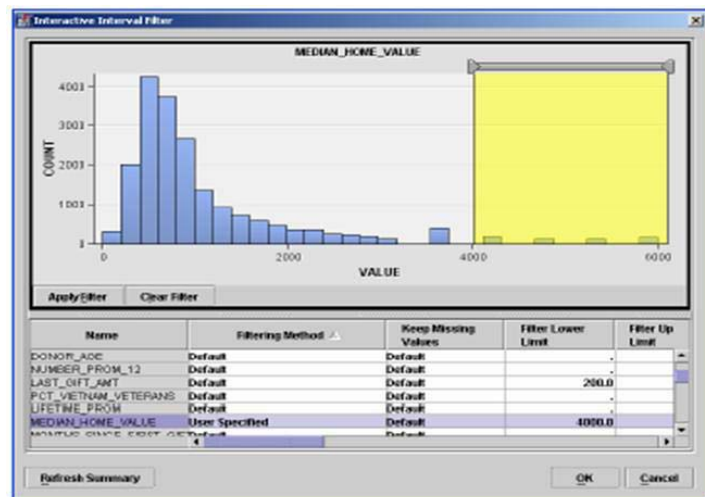 Interactive Interval Filter
MEDIAN_HOME_VALUE
COUNT
4000
3000
2000
1000
0
0 2000 4000 6000
VALUE
Apply Filter Clear Filter
Name Filtering Method Keep Missing Values Filter Lower Limit Filter Up Limit
DONOR_AGE Default Default .
NUMBER_PROM_12 Default Default .
LAST_GIFT_AMT Default Default 200.0
PCT_VIETNAM_VETERANS Default Default .
LIFETIME_PROM Default Default .
MEDIAN_HOME_VALUE User Specified Default 4000.0
MONTHS_SINCE_FIRST_GIFT Default Default
Refresh Summary OK Cancel